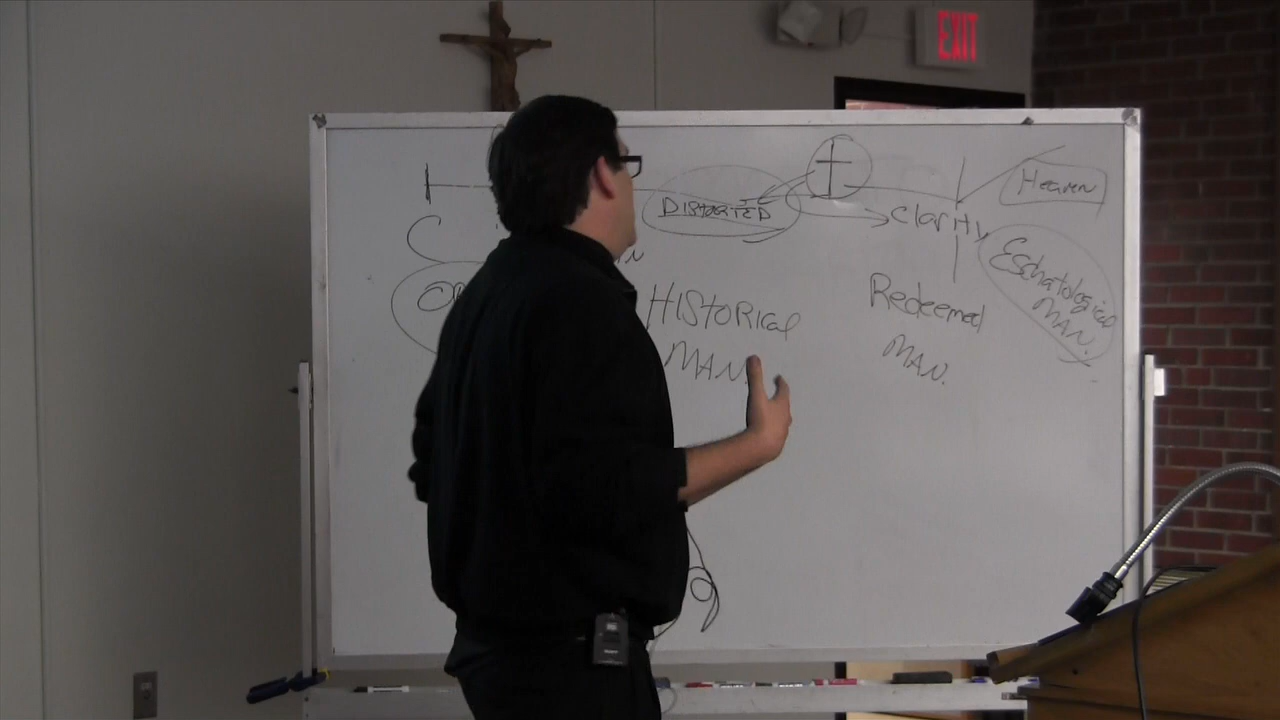 EXIT
DISTORTED
Clarity
Heaven
HISTORICAL
MAN.
Redeemed
MAN.
Eschatological
MAN.